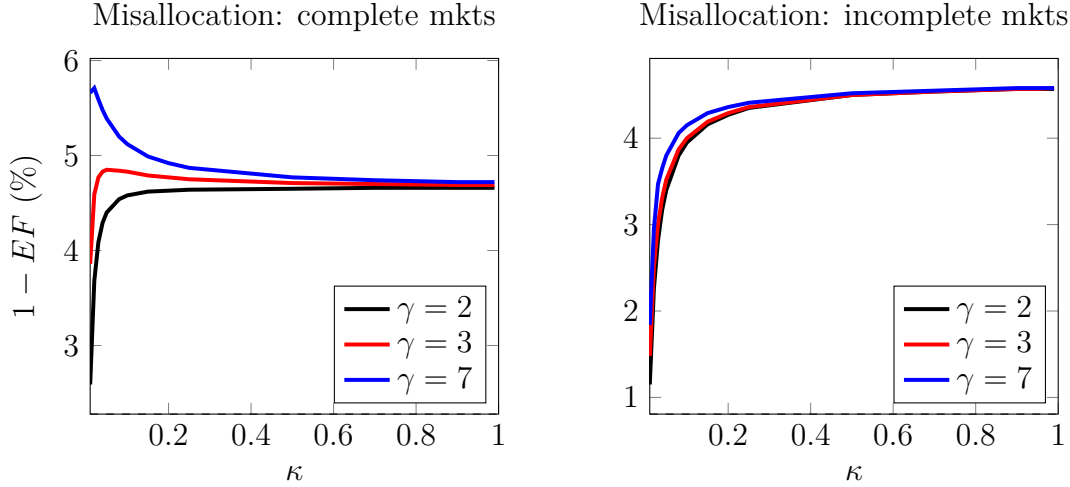 Misallocation: complete mkts
6
5
4
3
1 − EF (%)
0.2 0.4 0.6 0.8 1
κ
γ = 2
γ = 3
γ = 7
Misallocation: incomplete mkts
4
3
2
1
0.2 0.4 0.6 0.8 1
κ
γ = 2
γ = 3
γ = 7